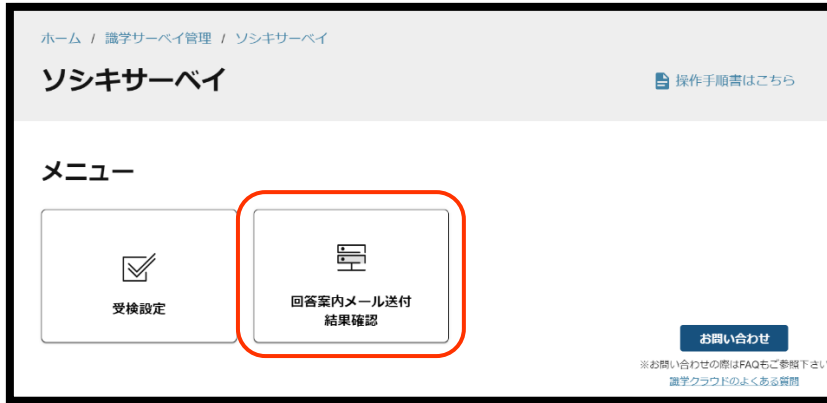 ホーム / 識学サーベイ管理 / ソシキサーベイ
ソシキサーベイ
操作手順書はこちら
メニュー
受検設定
回答案内メール送付
結果確認
お問い合わせ
※お問い合わせの際はFAQもご参照下さい
識学クラウドのよくある質問